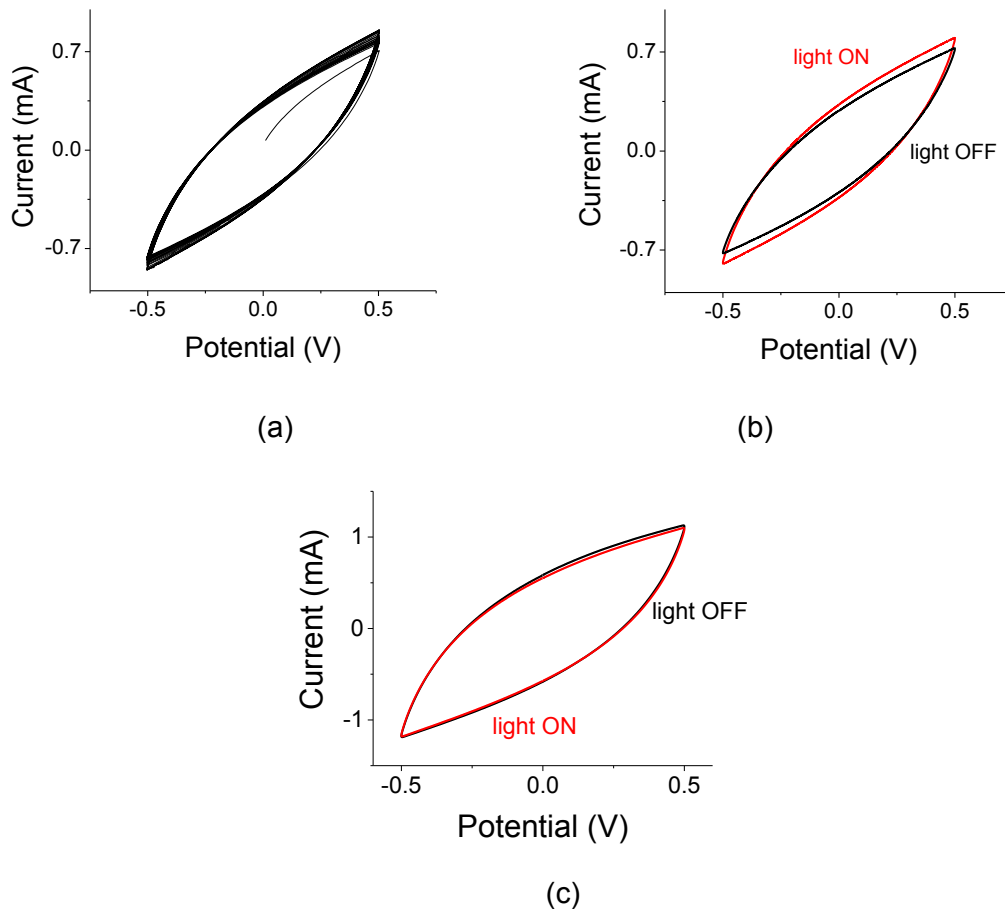 Current (mA)
0.7
0.0
-0.7
-0.5
0.0
0.5
Potential (V)
(a)
Current (mA)
0.7
0.0
-0.7
light ON
light OFF
-0.5
0.0
0.5
Potential (V)
(b)
Current (mA)
1
0
-1
light OFF
light ON
-0.5
0.0
0.5
Potential (V)
(c)